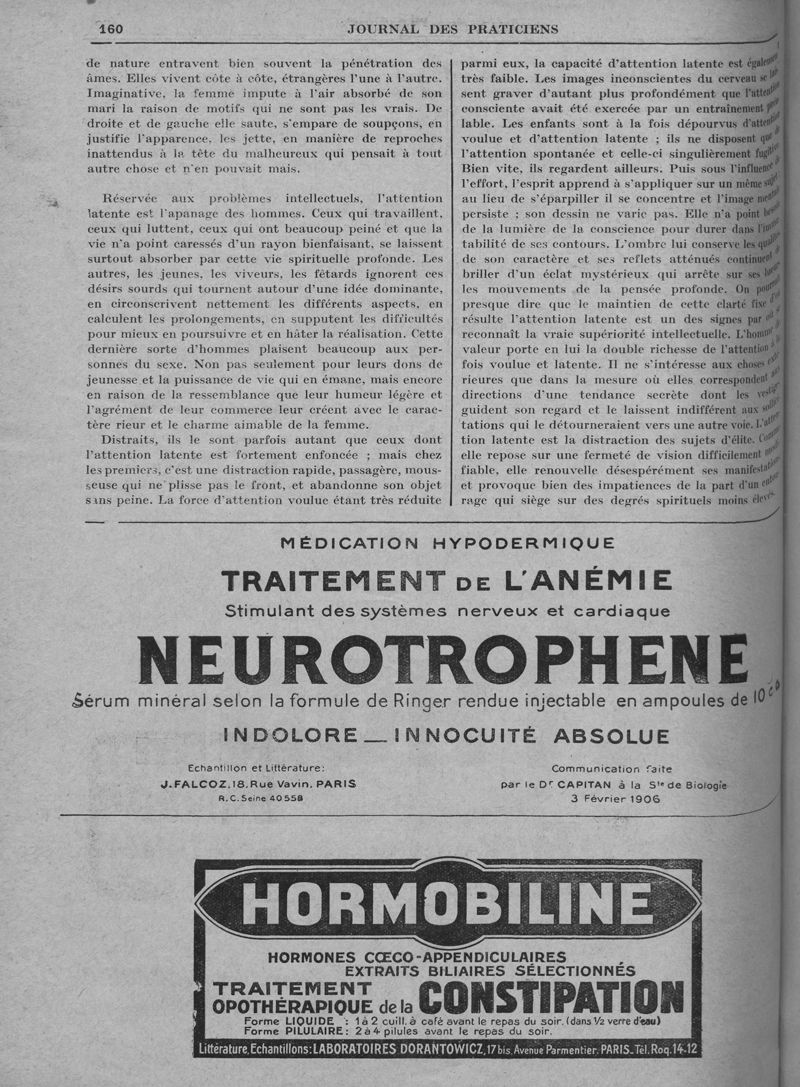 160
JOURNAL DES PRATICIENS
de nature entravent bien souvent la pénétration des
âmes. Elles vivent côte à côte, étrangères l'une à l'autre.
Imaginative, la femme impute à l'air absorbé de son
mari la raison de motifs qui ne sont pas les vrais. De
droite et de gauche elle saute, s'empare de soupçons, en
justifie l'apparence, les jette, en manière de reproches
inattendus à la tête du malheureux qui pensait à tout
autre chose et n'en pouvait mais.
Réservée aux problèmes intellectuels, l'attention
latente est l'apanage des hommes. Ceux qui travaillent,
ceux qui luttent, ceux qui ont beaucoup peiné et que la
vie n'a point caressés d'un rayon bienfaisant, se laissent
surtout absorber par cette vie spirituelle profonde. Les
autres, les jeunes, les viveurs, les fêtards ignorent ces
désirs sourds qui tournent autour d'une idée dominante,
en circonscrivent nettement les différents aspects, en
calculent les prolongements, en supputent les difficultés
pour mieux en poursuivre et en hâter la réalisation. Cette
dernière sorte d'hommes plaisent beaucoup aux per-
sonnes du sexe. Non pas seulement pour leurs dons de
jeunesse et la puissance de vie qui en émane, mais encore
en raison de la ressemblance que leur humeur légère et
l'agrément de leur commerce leur créent avec le carac-
tère rieur et le charme aimable de la femme.
Distraits, ils le sont parfois autant que ceux dont
l'attention latente est fortement enfoncée ; mais chez
les premiers, c'est une distraction rapide, passagère, mous-
seuse qui ne plisse pas le front, et abandonne son objet
sans peine. La force d'attention voulue étant très réduite
parmi eux, la capacité d'attention latente est également
très faible. Les images inconscientes du cerveau se
sent graver d'autant plus profondément que l'attention
consciente avait été exercée par un entraînement
lable. Les enfants sont à la fois dépourvus d'attention
voulue et d'attention latente ; ils ne disposent que
l'attention spontanée et celle-ci singulièrement
Bien vite, ils regardent ailleurs. Puis sous l'influence
l'effort, l'esprit apprend à s'appliquer sur un même
au lieu de s'éparpiller il se concentre et l'image
persiste ; son dessin ne varie pas. Elle n'a point
de la lumière de la conscience pour durer dans
tabilité de ses contours. L'ombre lui conserve les
de son caractère et ses reflets atténués continuent
briller d'un éclat mystérieux qui arrête sur ses
les mouvements de la pensée profonde. On
presque dire que le maintien de cette clarté fixe
résulte l'attention latente est un des signes par
reconnaît la vraie supériorité intellectuelle. L'homme
valeur porte en lui la double richesse de l'attention
fois voulue et latente. Il ne s'intéresse aux choses
rieures que dans la mesure où elles correspondent
directions d'une tendance secrète dont les
guident son regard et le laissent indifférent aux
tations qui le détourneraient vers une autre voie.
tion latente est la distraction des sujets d'élite.
elle repose sur une fermeté de vision difficilement
fiable, elle renouvelle désespérément ses
et provoque bien des impatiences de la part d'un
rage qui siège sur des degrés spirituels moins
MÉDICATION HYPODERMIQUE
TRAITEMENT DE L'ANÉMIE
Stimulant des systèmes nerveux et cardiaque
NEUROTROPHENE
Sérum minéral selon la formule de Ringer rendue injectable en ampoules de 10cc
INDOLORE — INNOCUITÉ ABSOLUE
Echantillon et Littérature:
J. FALCOZ, 18, Rue Vavin, PARIS
R.C. Seine 40558
Communication faite
par le Dr CAPITAN à la Sté de Biologie
3 Février 1906
HORMOBILINE
HORMONES CŒCO-APPENDICULAIRES
EXTRAITS BILIAIRES SÉLECTIONNÉS
TRAITEMENT
OPOTHÉRAPIQUE de la CONSTIPATION
Forme LIQUIDE : 1 à 2 cuill. à café avant le repas du soir. (dans ½ verre d'eau)
Forme PILULAIRE : 2 à 4 pilules avant le repas du soir.
Littérature, Echantillons: LABORATOIRES DORANTOWICZ, 17 bis, Avenue Parmentier. PARIS_Tél. Roq. 14-12